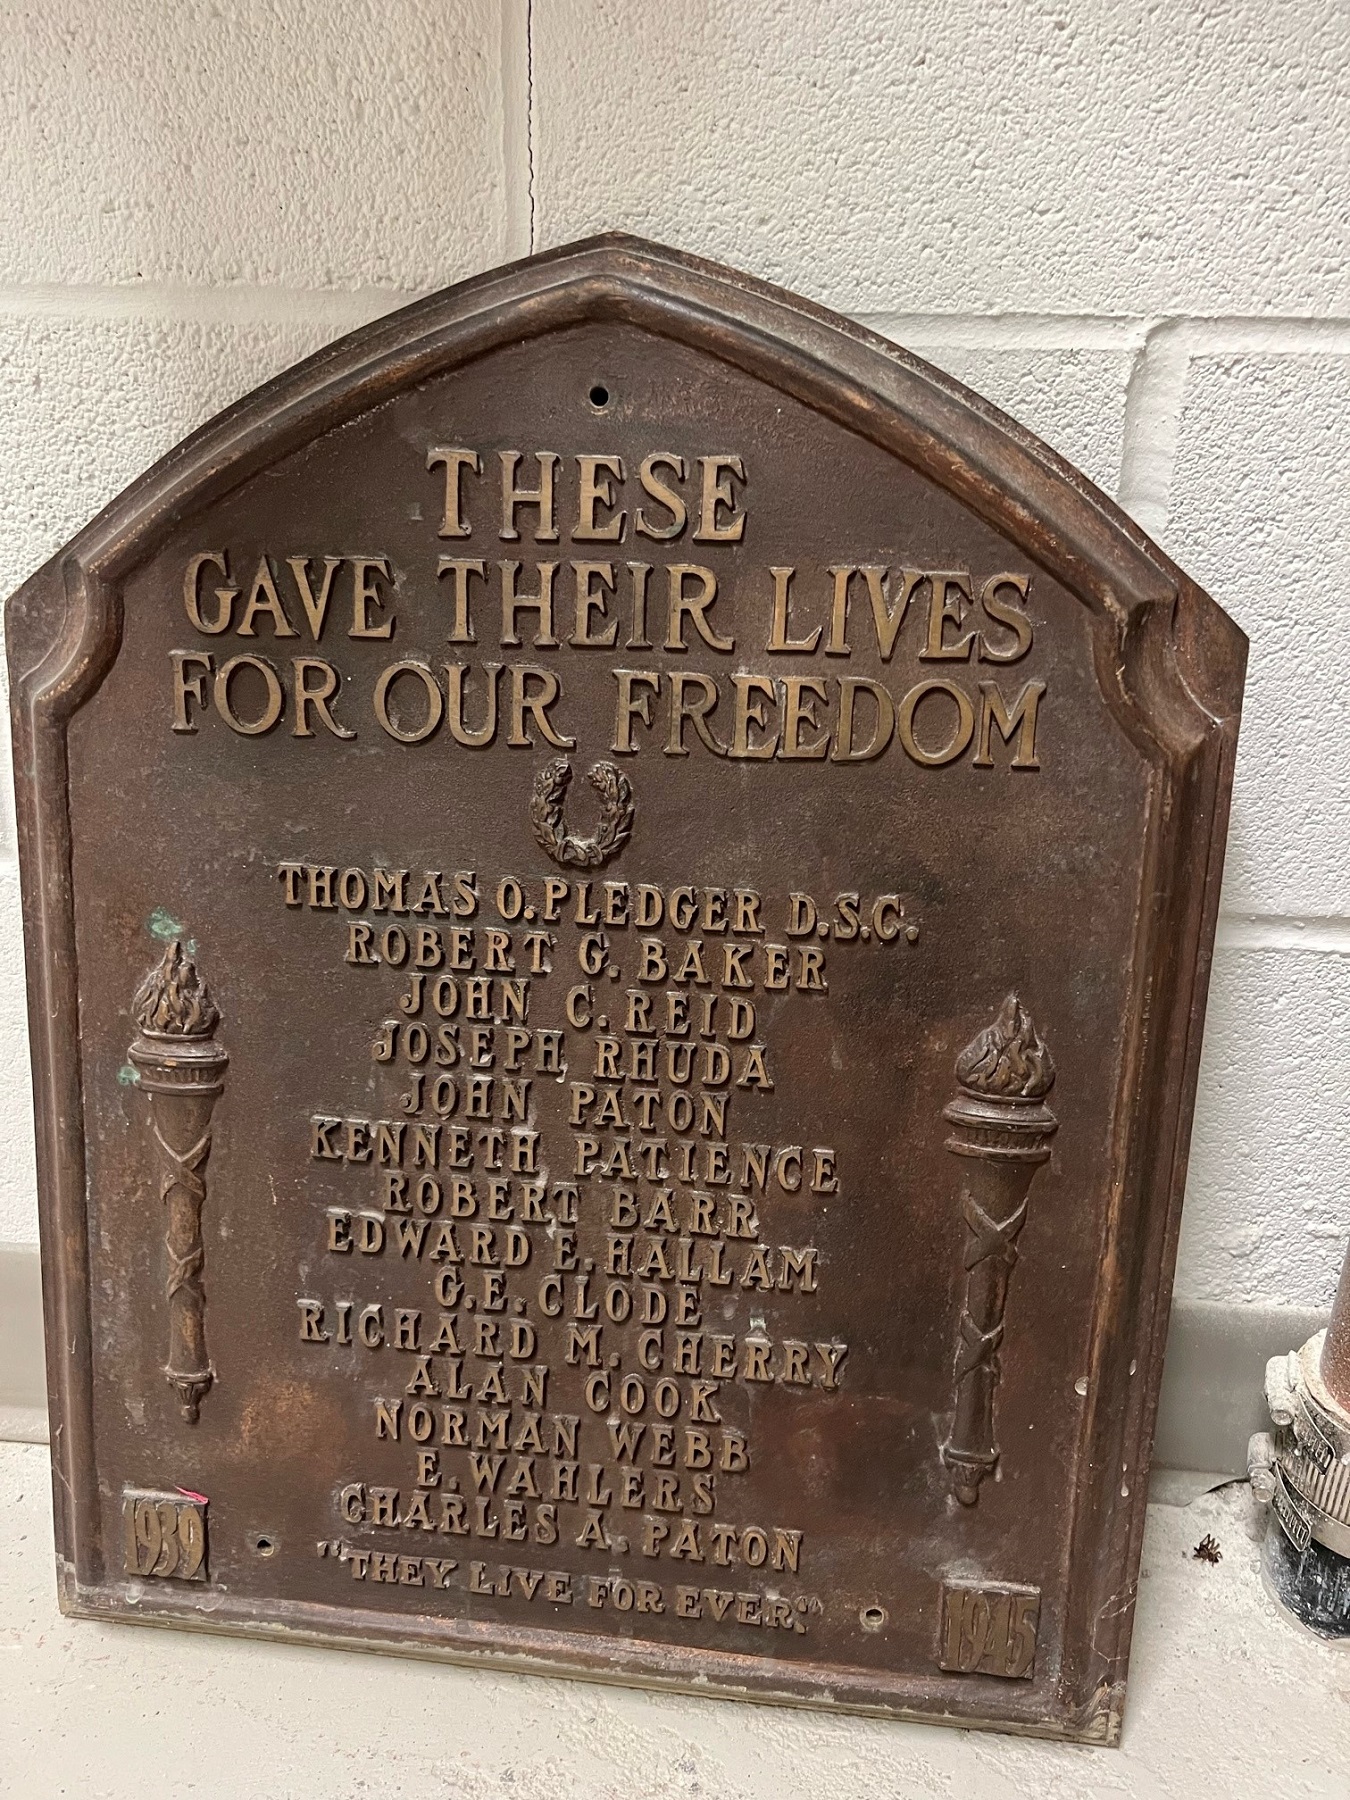 THESE
GAVE THEIR LIVES
FOR OUR FREEDOM
THOMAS O. PLEDGER D.S.C.
ROBERT G. BAKER
JOHN C. REID
JOSEPH RHUDA
JOHN PATON
KENNETH PATIENCE
ROBERT BARR
EDWARD E. HALLAM
G.E. CLODE
RICHARD M. CHERRY
ALAN COOK
NORMAN WEBB
E. WAHLERS
CHARLES A. PATON
"THEY LIVE FOR EVER."
1939
1945